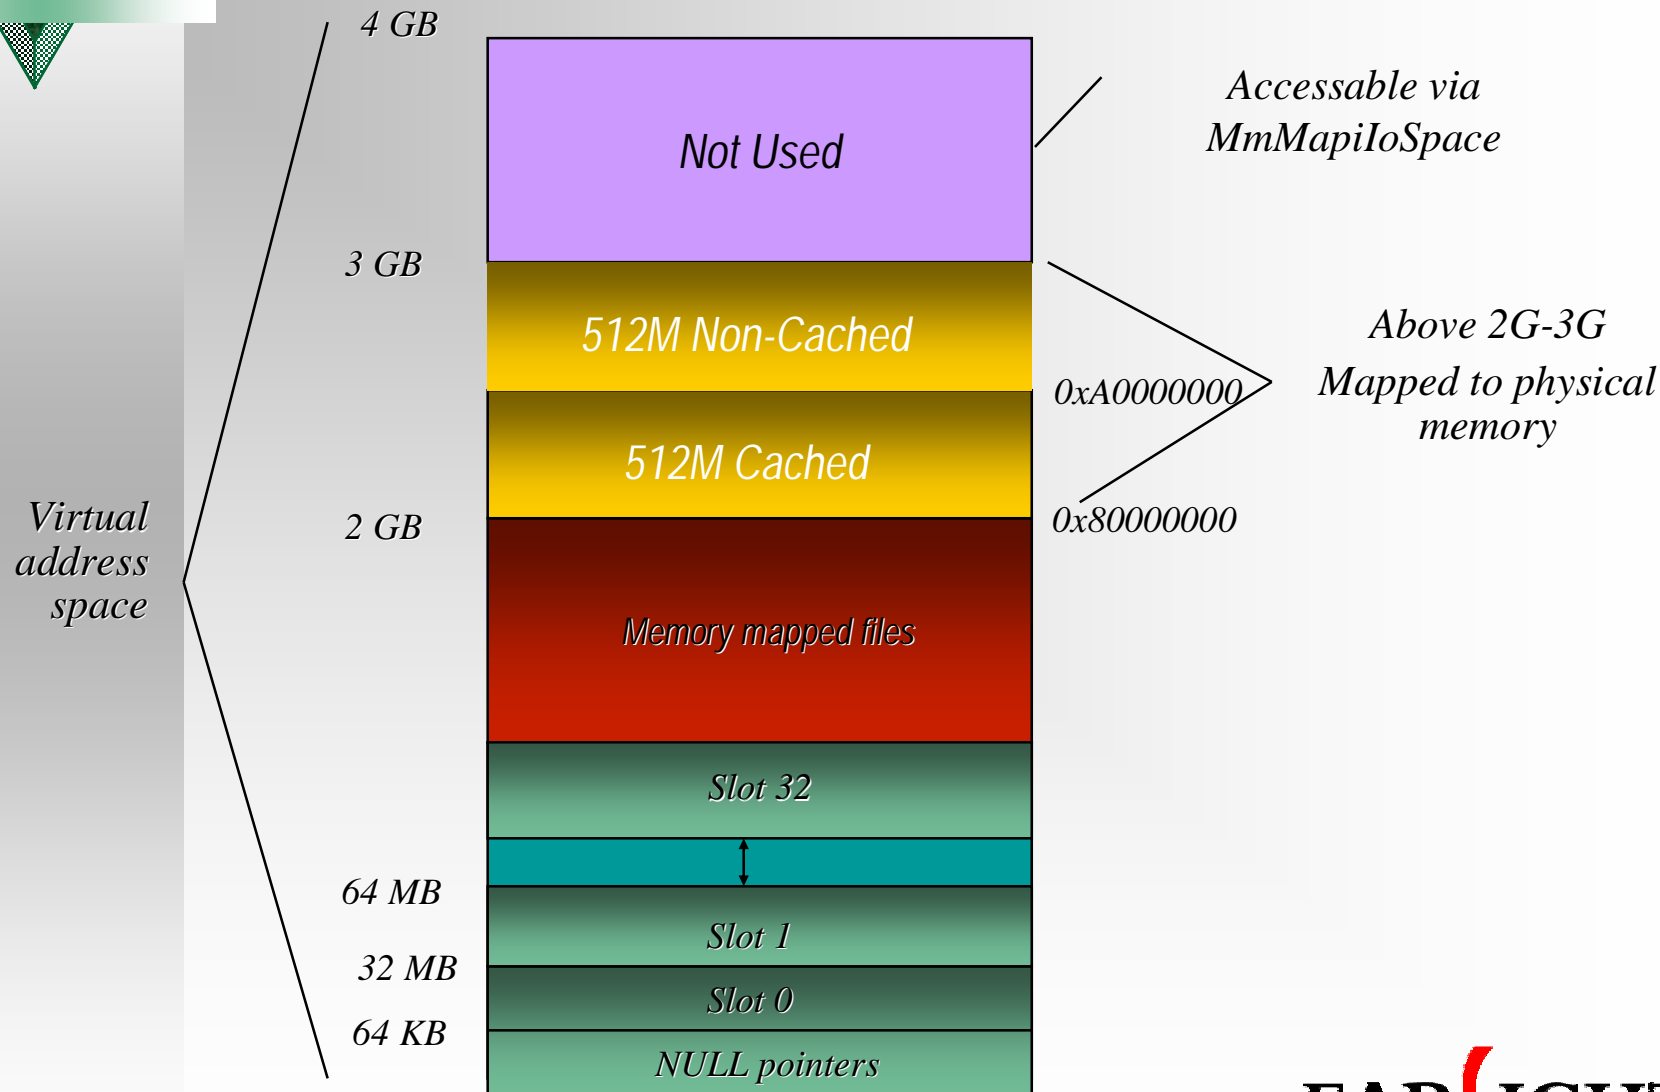 4 GB
Not Used
Accessable via
MmMapiIoSpace
3 GB
512M Non-Cached
Above 2G-3G
0xA0000000
Mapped to physical
memory
512M Cached
Virtual
address
space
2 GB
0x80000000
Memory mapped files
Slot 32
64 MB
Slot 1
32 MB
Slot 0
64 KB
NULL pointers